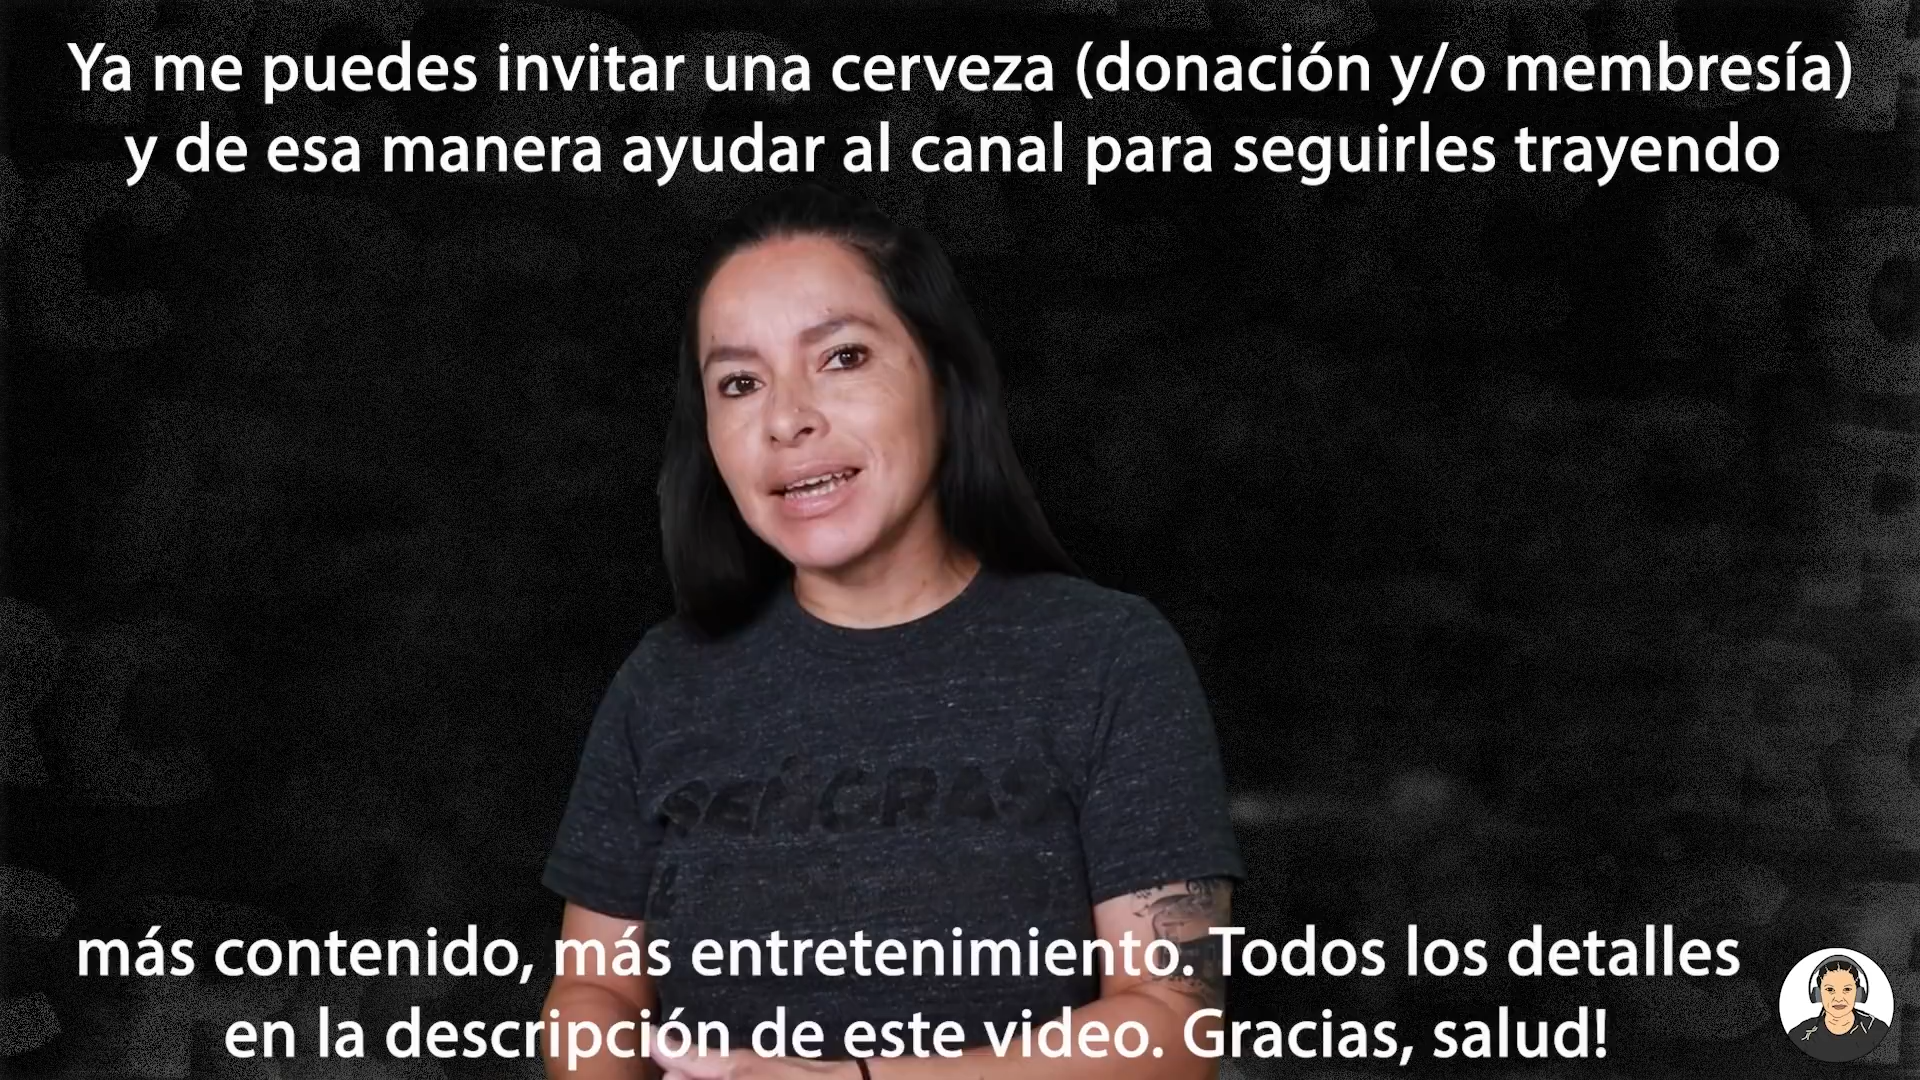 Ya me puedes invitar una cerveza (donación y/o membresía)
y de esa manera ayudar al canal para seguirles trayendo
SEÑORAS
más contenido, más entretenimiento. Todos los detalles
en la descripción de este video. Gracias, salud!